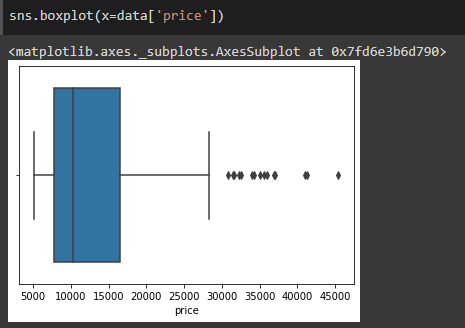 sns.boxplot(x=data['price'])
<matplotlib.axes._subplots.AxesSubplot at 0x7fd6e3b6d790>
5000 10000 15000 20000 25000 30000 35000 40000 45000
price